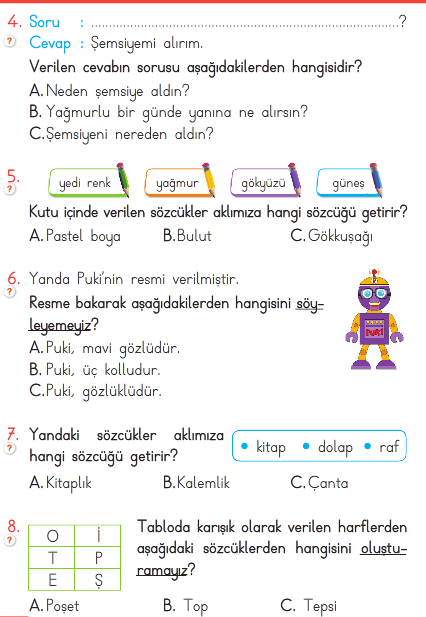 4. Soru : ....................................................................................?
? Cevap : Şemsiyemi alırım.
Verilen cevabın sorusu aşağıdakilerden hangisidir?
A. Neden şemsiye aldın?
B. Yağmurlu bir günde yanına ne alırsın?
C. Şemsiyeni nereden aldın?
5. yedi renk yağmur gökyüzü güneş
?
Kutu içinde verilen sözcükler aklımıza hangi sözcüğü getirir?
A. Pastel boya B. Bulut C. Gökkuşağı
6. Yanda Puki’nin resmi verilmiştir.
? Resme bakarak aşağıdakilerden hangisini söy-
leyemeyiz?
A. Puki, mavi gözlüdür.
B. Puki, üç kolludur.
C. Puki, gözlüklüdür.
PUKİ
7. Yandaki sözcükler aklımıza
? hangi sözcüğü getirir?
• kitap • dolap • raf
A. Kitaplık B. Kalemlik C. Çanta
8. Tabloda karışık olarak verilen harflerden
? aşağıdaki sözcüklerden hangisini oluştu-
ramayız?
O İ
T P
E Ş
A. Poşet B. Top C. Tepsi